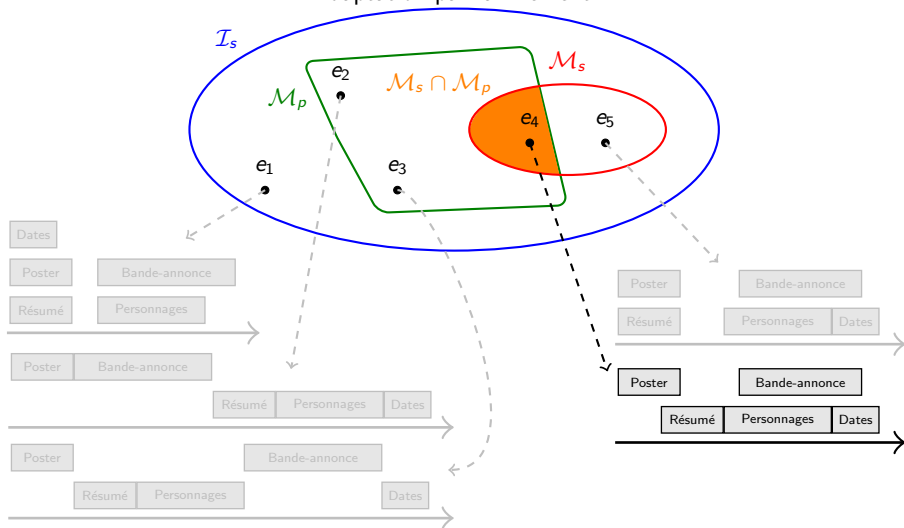 𝓘ₛ
e₂
𝓜ₛ
𝓜ₛ ∩ 𝓜ₚ
𝓜ₚ
e₄
e₅
e₁
e₃
Dates
Poster Bande-annonce
Résumé Personnages
Poster Bande-annonce
Résumé Personnages Dates
Poster Bande-annonce
Résumé Personnages Dates
Poster Bande-annonce
Résumé Personnages Dates
Poster Bande-annonce
Résumé Personnages Dates